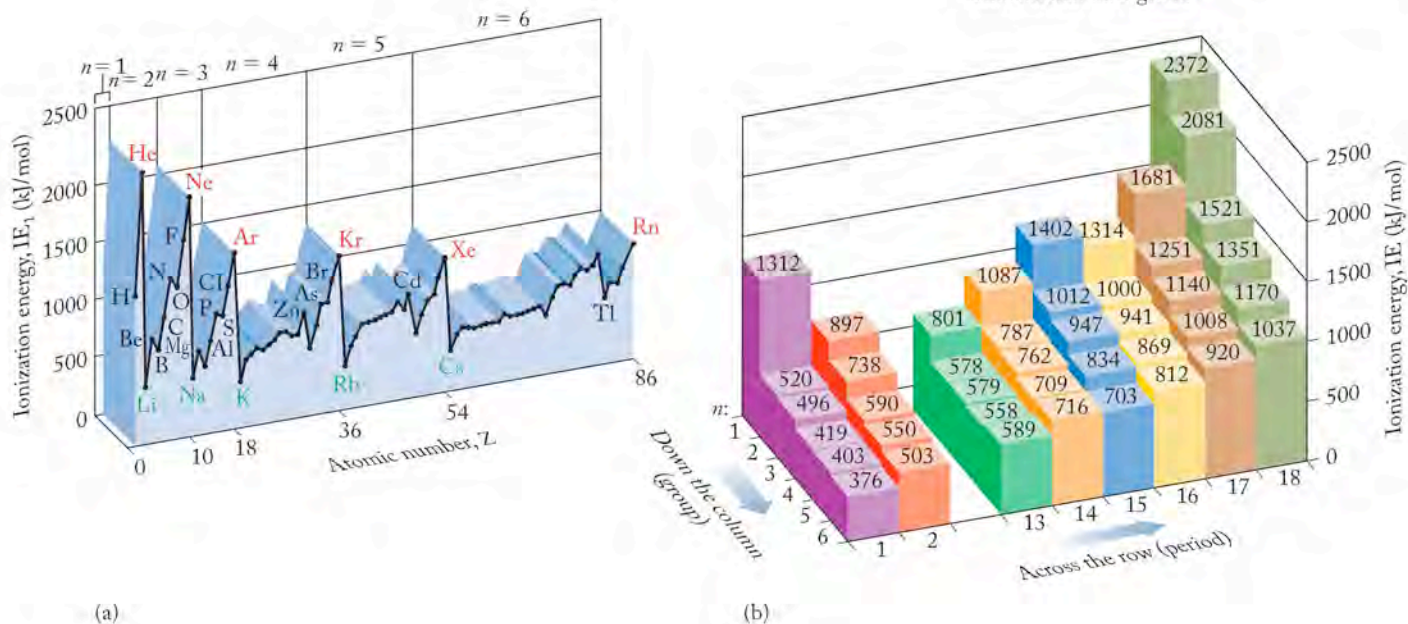 n = 1
n = 2
n = 3
n = 4
n = 5
n = 6
Ionization energy, IE₁ (kJ/mol)
2500
2000
1500
1000
500
0
He
Ne
Ar
Kr
Xe
Rn
H
Be
B
C
N
O
F
Mg
Al
P
S
Cl
Zn
As
Br
Cd
Tl
Li
Na
K
Rb
Cs
0
10
18
36
54
86
Atomic number, Z
(a)
2372
2081
1521
1351
1170
1037
1681
1251
1140
1008
920
1314
1000
941
869
812
1402
1012
947
834
703
1087
787
762
709
716
801
578
579
558
589
897
738
590
550
503
1312
520
496
419
403
376
2500
2000
1500
1000
500
0
Ionization energy, IE (kJ/mol)
n:
1
2
3
4
5
6
Down the column
(group)
1
2
13
14
15
16
17
18
Across the row (period)
(b)